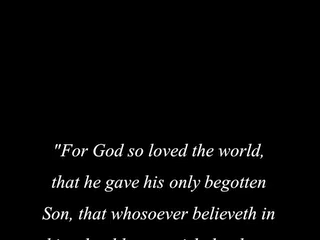 "For God so loved the world,
that he gave his only begotten
Son, that whosoever believeth in